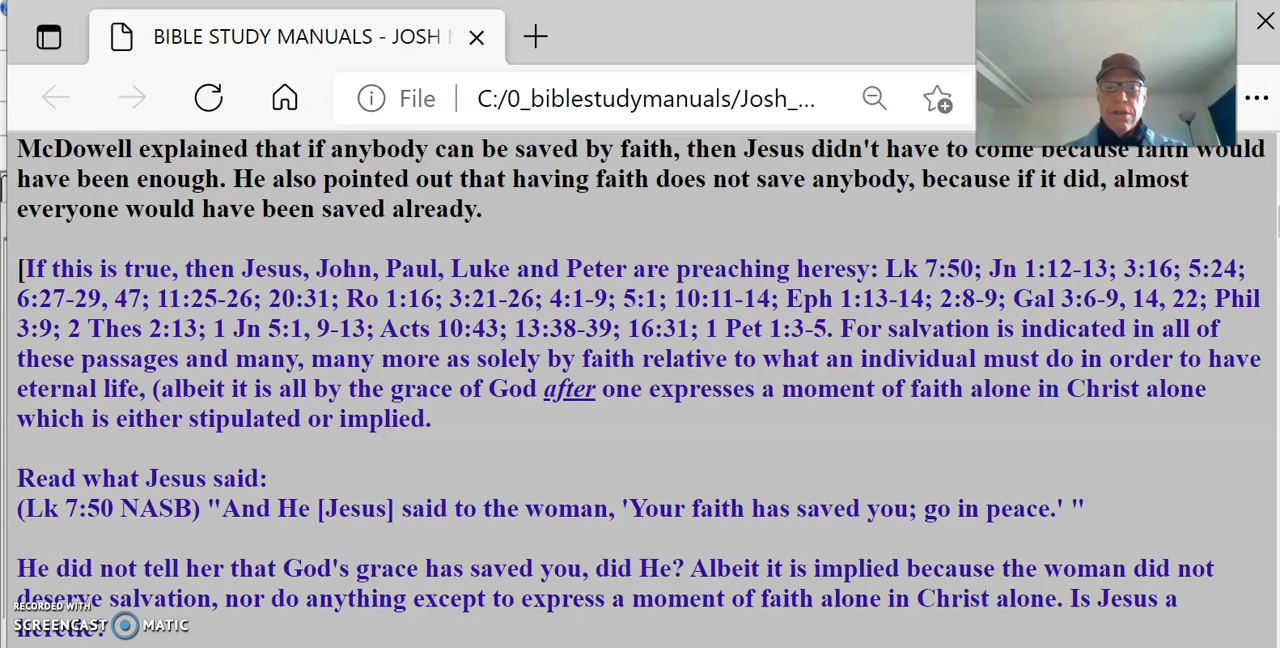 BIBLE STUDY MANUALS - JOSH
File
C:/0_biblestudymanuals/Josh_...
McDowell explained that if anybody can be saved by faith, then Jesus didn't have to come because faith would
have been enough. He also pointed out that having faith does not save anybody, because if it did, almost
everyone would have been saved already.
[If this is true, then Jesus, John, Paul, Luke and Peter are preaching heresy: Lk 7:50; Jn 1:12-13; 3:16; 5:24;
6:27-29, 47; 11:25-26; 20:31; Ro 1:16; 3:21-26; 4:1-9; 5:1; 10:11-14; Eph 1:13-14; 2:8-9; Gal 3:6-9, 14, 22; Phil
3:9; 2 Thes 2:13; 1 Jn 5:1, 9-13; Acts 10:43; 13:38-39; 16:31; 1 Pet 1:3-5. For salvation is indicated in all of
these passages and many, many more as solely by faith relative to what an individual must do in order to have
eternal life, (albeit it is all by the grace of God after one expresses a moment of faith alone in Christ alone
which is either stipulated or implied.
Read what Jesus said:
(Lk 7:50 NASB) "And He [Jesus] said to the woman, 'Your faith has saved you; go in peace.' "
He did not tell her that God's grace has saved you, did He? Albeit it is implied because the woman did not
deserve salvation, nor do anything except to express a moment of faith alone in Christ alone. Is Jesus a
heretic?
RECORDED WITH
SCREENCAST MATIC